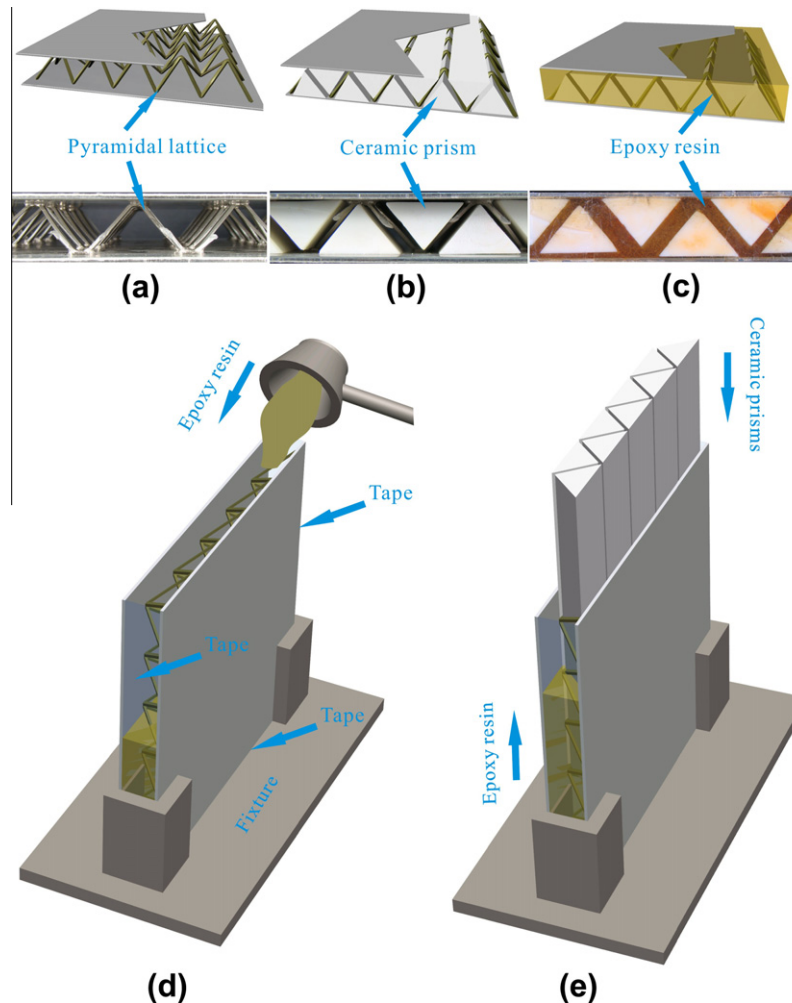 Pyramidal lattice
Ceramic prism
Epoxy resin
(a)
(b)
(c)
Epoxy resin
Tape
Tape
Tape
Fixture
Ceramic prisms
Epoxy resin
(d)
(e)